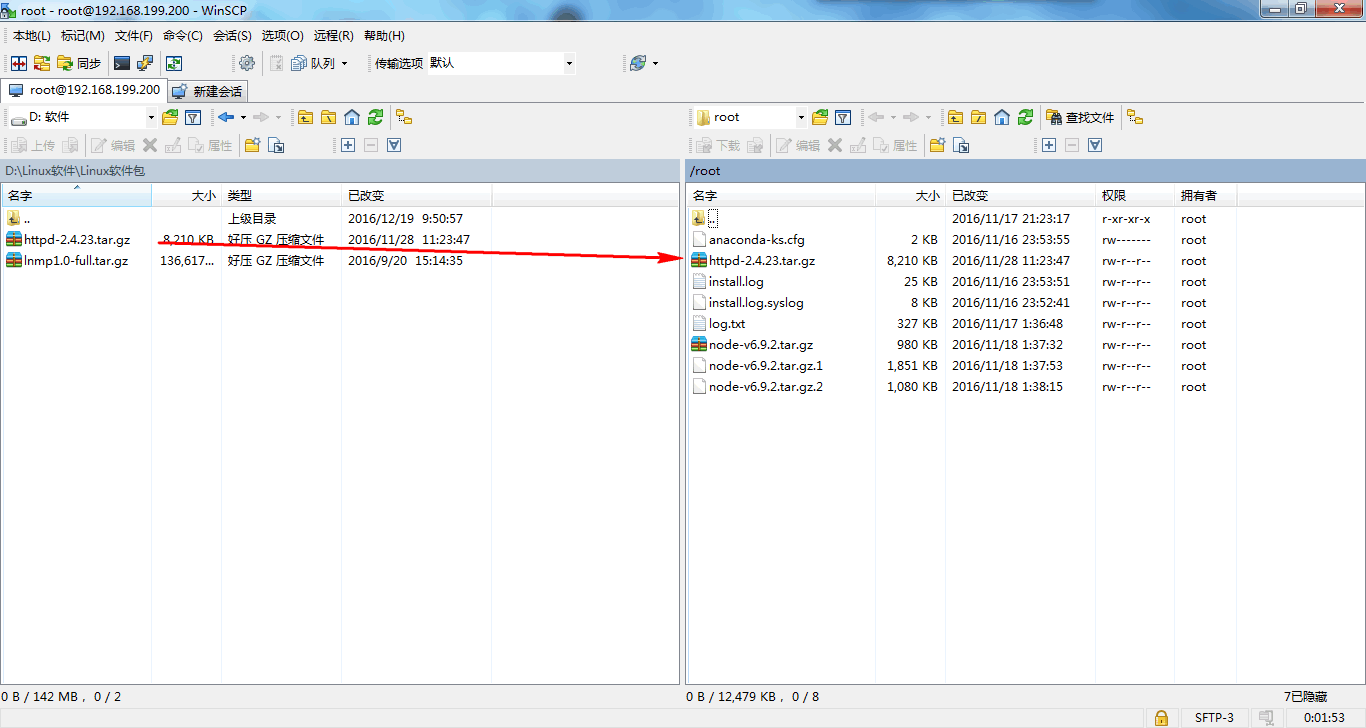 root - root@192.168.199.200 - WinSCP
本地(L) 标记(M) 文件(F) 命令(C) 会话(S) 选项(O) 远程(R) 帮助(H)
同步 队列 传输选项 默认
root@192.168.199.200 新建会话
D: 软件
上传 编辑 属性
D:\Linux软件\Linux软件包
名字 大小 类型 已改变
.. 上级目录 2016/12/19 9:50:57
httpd-2.4.23.tar.gz 8,210 KB 好压 GZ 压缩文件 2016/11/28 11:23:47
lnmp1.0-full.tar.gz 136,617... 好压 GZ 压缩文件 2016/9/20 15:14:35
0 B / 142 MB， 0 / 2
root 查找文件
下载 编辑 属性
/root
名字 大小 已改变 权限 拥有者
.. 2016/11/17 21:23:17 r-xr-xr-x root
anaconda-ks.cfg 2 KB 2016/11/16 23:53:55 rw------- root
httpd-2.4.23.tar.gz 8,210 KB 2016/11/28 11:23:47 rw-r--r-- root
install.log 25 KB 2016/11/16 23:53:51 rw-r--r-- root
install.log.syslog 8 KB 2016/11/16 23:52:41 rw-r--r-- root
log.txt 327 KB 2016/11/17 1:36:48 rw-r--r-- root
node-v6.9.2.tar.gz 980 KB 2016/11/18 1:37:32 rw-r--r-- root
node-v6.9.2.tar.gz.1 1,851 KB 2016/11/18 1:37:53 rw-r--r-- root
node-v6.9.2.tar.gz.2 1,080 KB 2016/11/18 1:38:15 rw-r--r-- root
0 B / 12,479 KB， 0 / 8 7已隐藏
SFTP-3 0:01:53